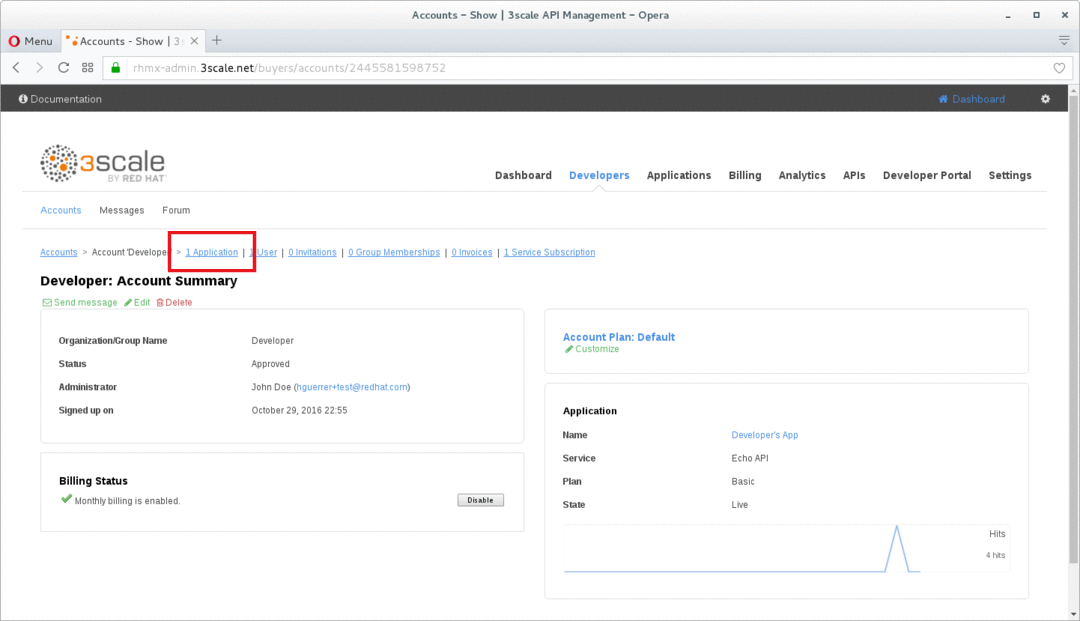 Accounts – Show | 3scale API Management – Opera
Menu
Accounts - Show | 3s
rhmx-admin.3scale.net/buyers/accounts/2445581598752
Documentation
Dashboard
3scale
BY RED HAT
Dashboard Developers Applications Billing Analytics APIs Developer Portal Settings
Accounts Messages Forum
Accounts > Account 'Developer' > 1 Application | 1 User | 0 Invitations | 0 Group Memberships | 0 Invoices | 1 Service Subscription
Developer: Account Summary
Send message Edit Delete
Organization/Group Name Developer
Status Approved
Administrator John Doe (hguerrer+test@redhat.com)
Signed up on October 29, 2016 22:55
Billing Status
Monthly billing is enabled. Disable
Account Plan: Default
Customize
Application
Name Developer's App
Service Echo API
Plan Basic
State Live
Hits
4 hits